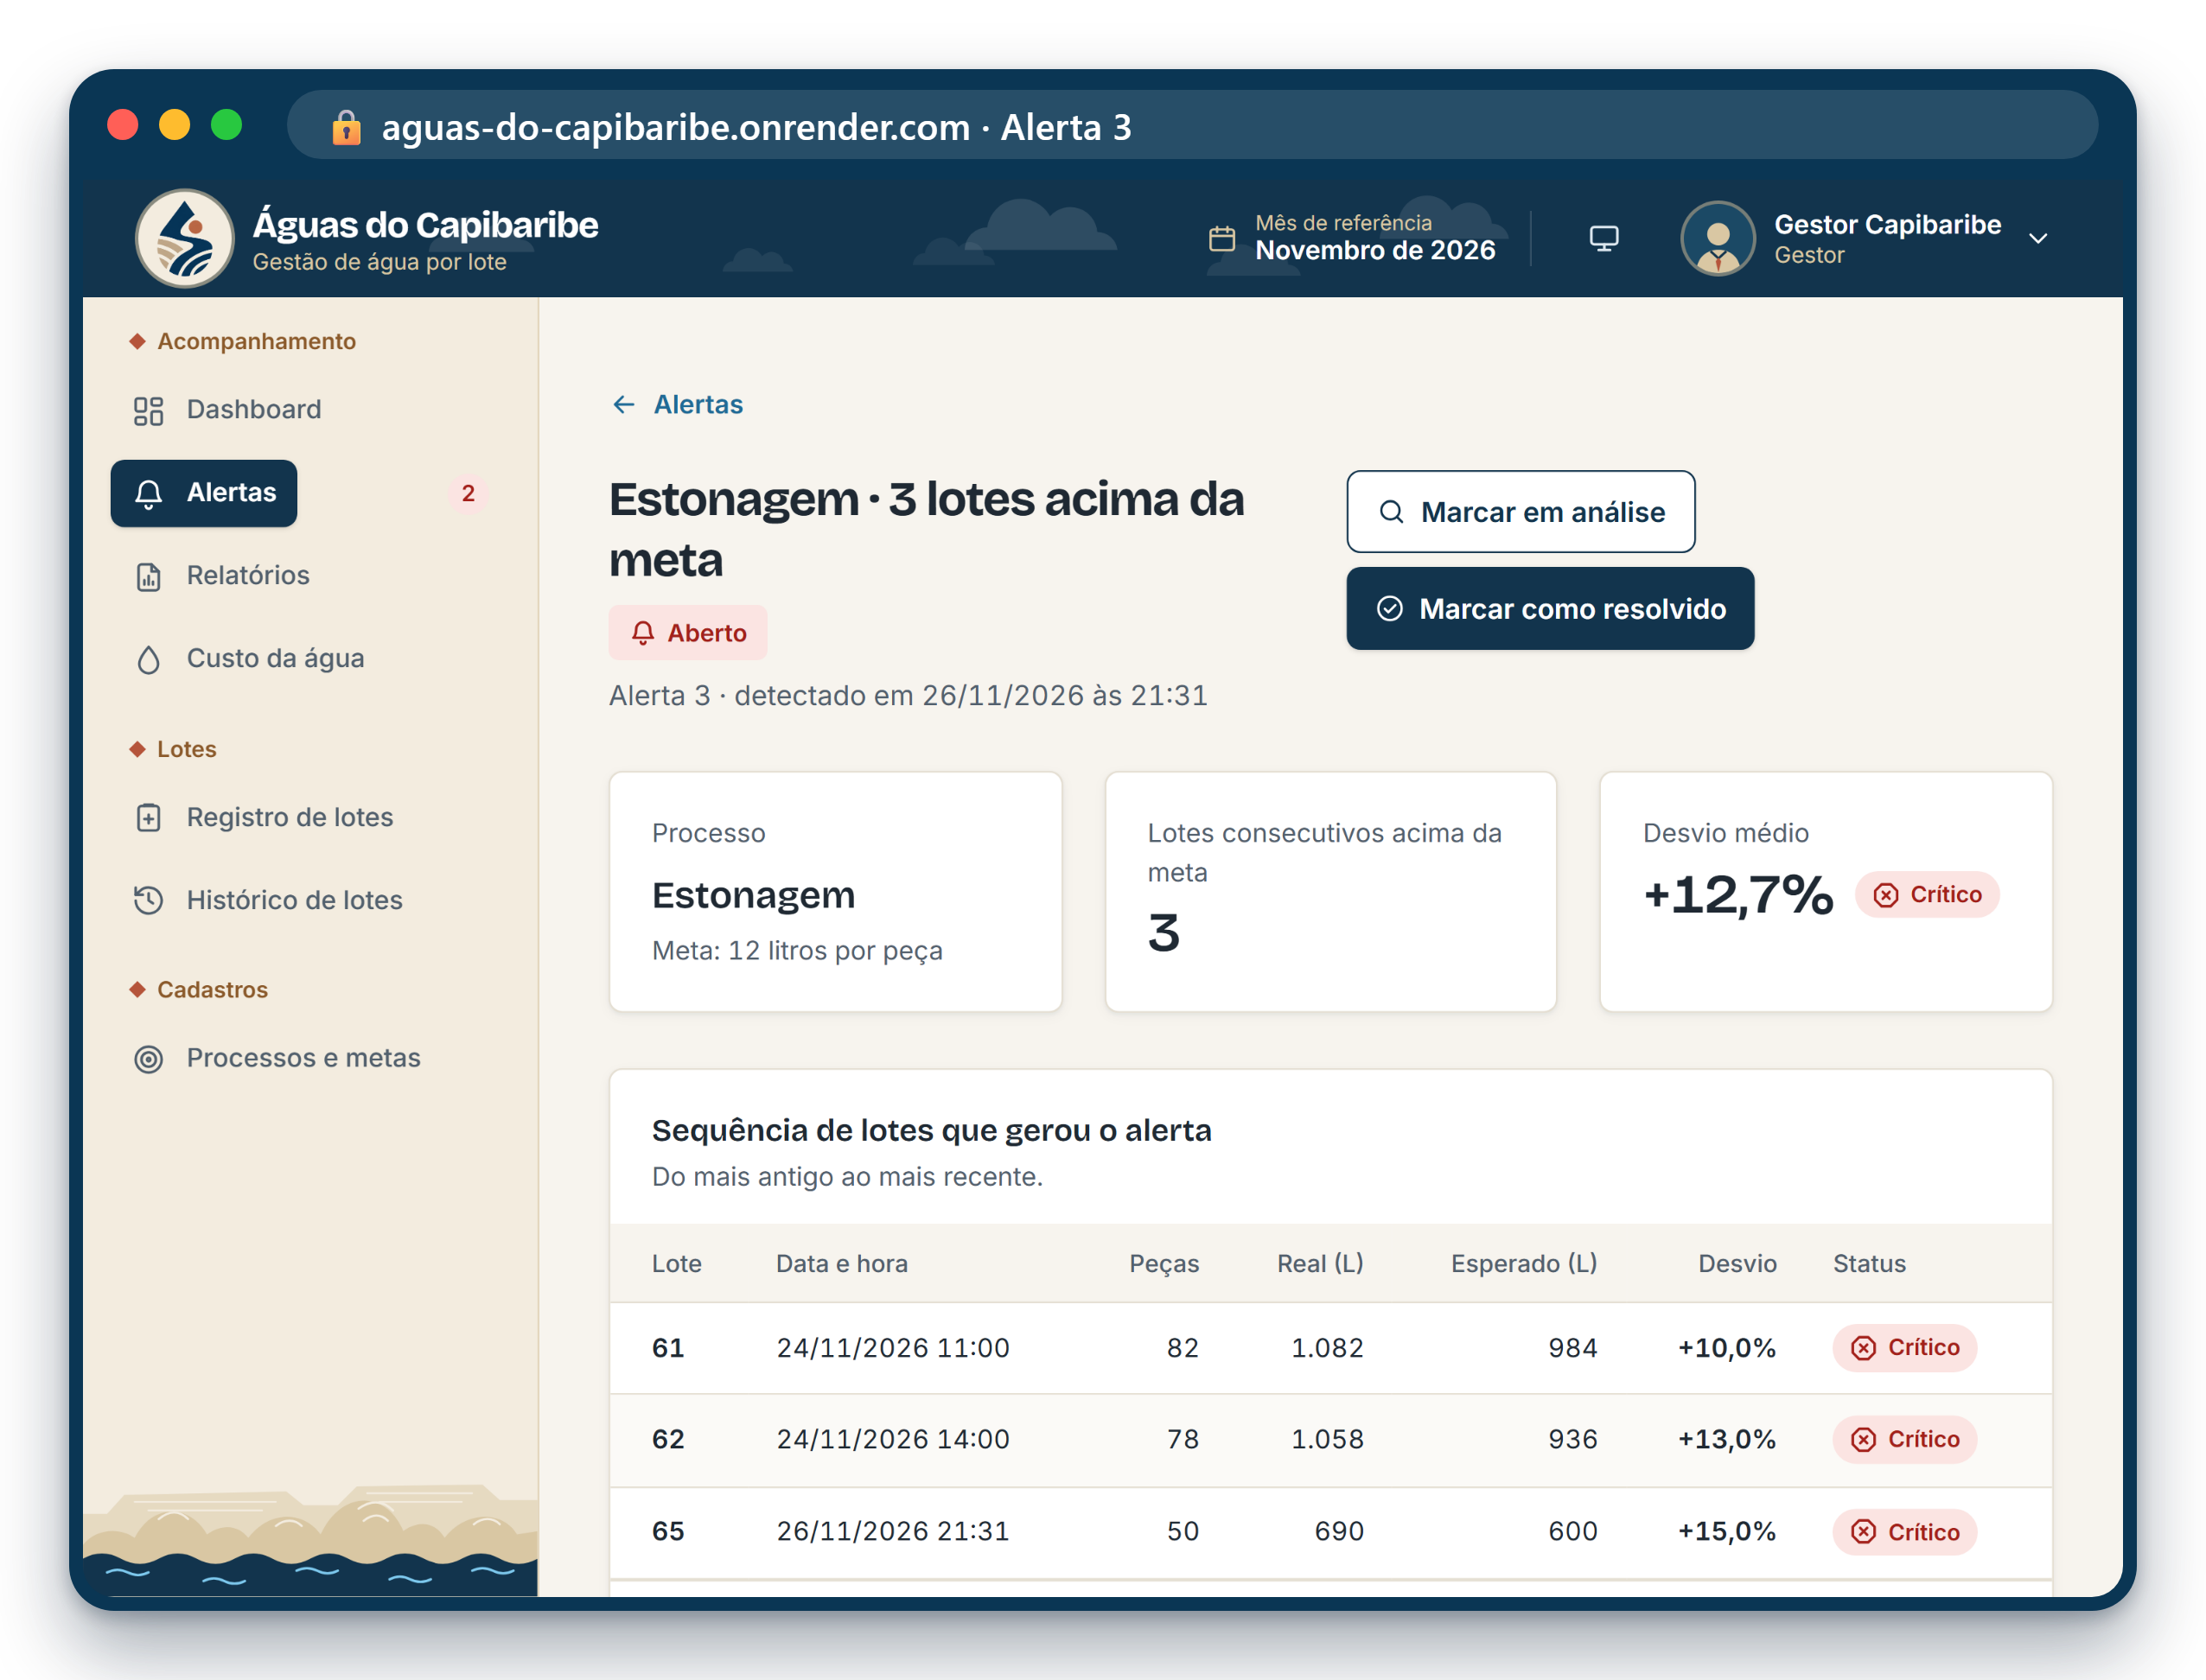 aguas-do-capibaribe.onrender.com · Alerta 3
Águas do Capibaribe
Gestão de água por lote
Mês de referência
Novembro de 2026
Gestor Capibaribe
Gestor
Acompanhamento
Dashboard
Alertas
2
Relatórios
Custo da água
Lotes
Registro de lotes
Histórico de lotes
Cadastros
Processos e metas
Alertas
Estonagem · 3 lotes acima da
meta
Marcar em análise
Marcar como resolvido
Aberto
Alerta 3 · detectado em 26/11/2026 às 21:31
Processo
Estonagem
Meta: 12 litros por peça
Lotes consecutivos acima da
meta
3
Desvio médio
+12,7% Crítico
Sequência de lotes que gerou o alerta
Do mais antigo ao mais recente.
Lote Data e hora Peças Real (L) Esperado (L) Desvio Status
61 24/11/2026 11:00 82 1.082 984 +10,0% Crítico
62 24/11/2026 14:00 78 1.058 936 +13,0% Crítico
65 26/11/2026 21:31 50 690 600 +15,0% Crítico